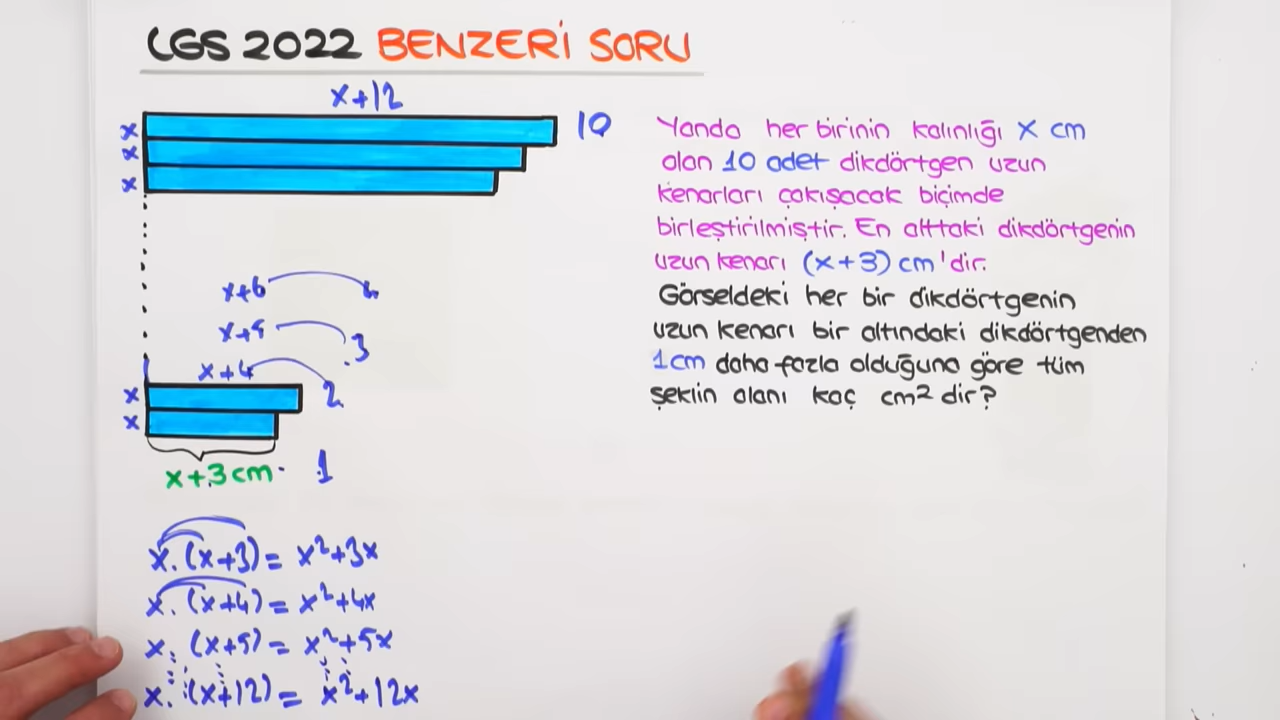 LGS 2022 BENZERİ SORU
x+12
x
10
x
x
x+6
4
x+5
3
x+4
x
2
x
x+3 cm
1
Yanda her birinin kalınlığı x cm
olan 10 adet dikdörtgen uzun
kenarları çakışacak biçimde
birleştirilmiştir. En alttaki dikdörtgenin
uzun kenarı (x+3) cm'dir.
Görseldeki her bir dikdörtgenin
uzun kenarı bir altındaki dikdörtgenden
1cm daha fazla olduğuna göre tüm
şeklin alanı kaç cm² dir?
x.(x+3)= x²+3x
x.(x+4)= x²+4x
x.(x+5)= x²+5x
x.(x+12)= x²+12x